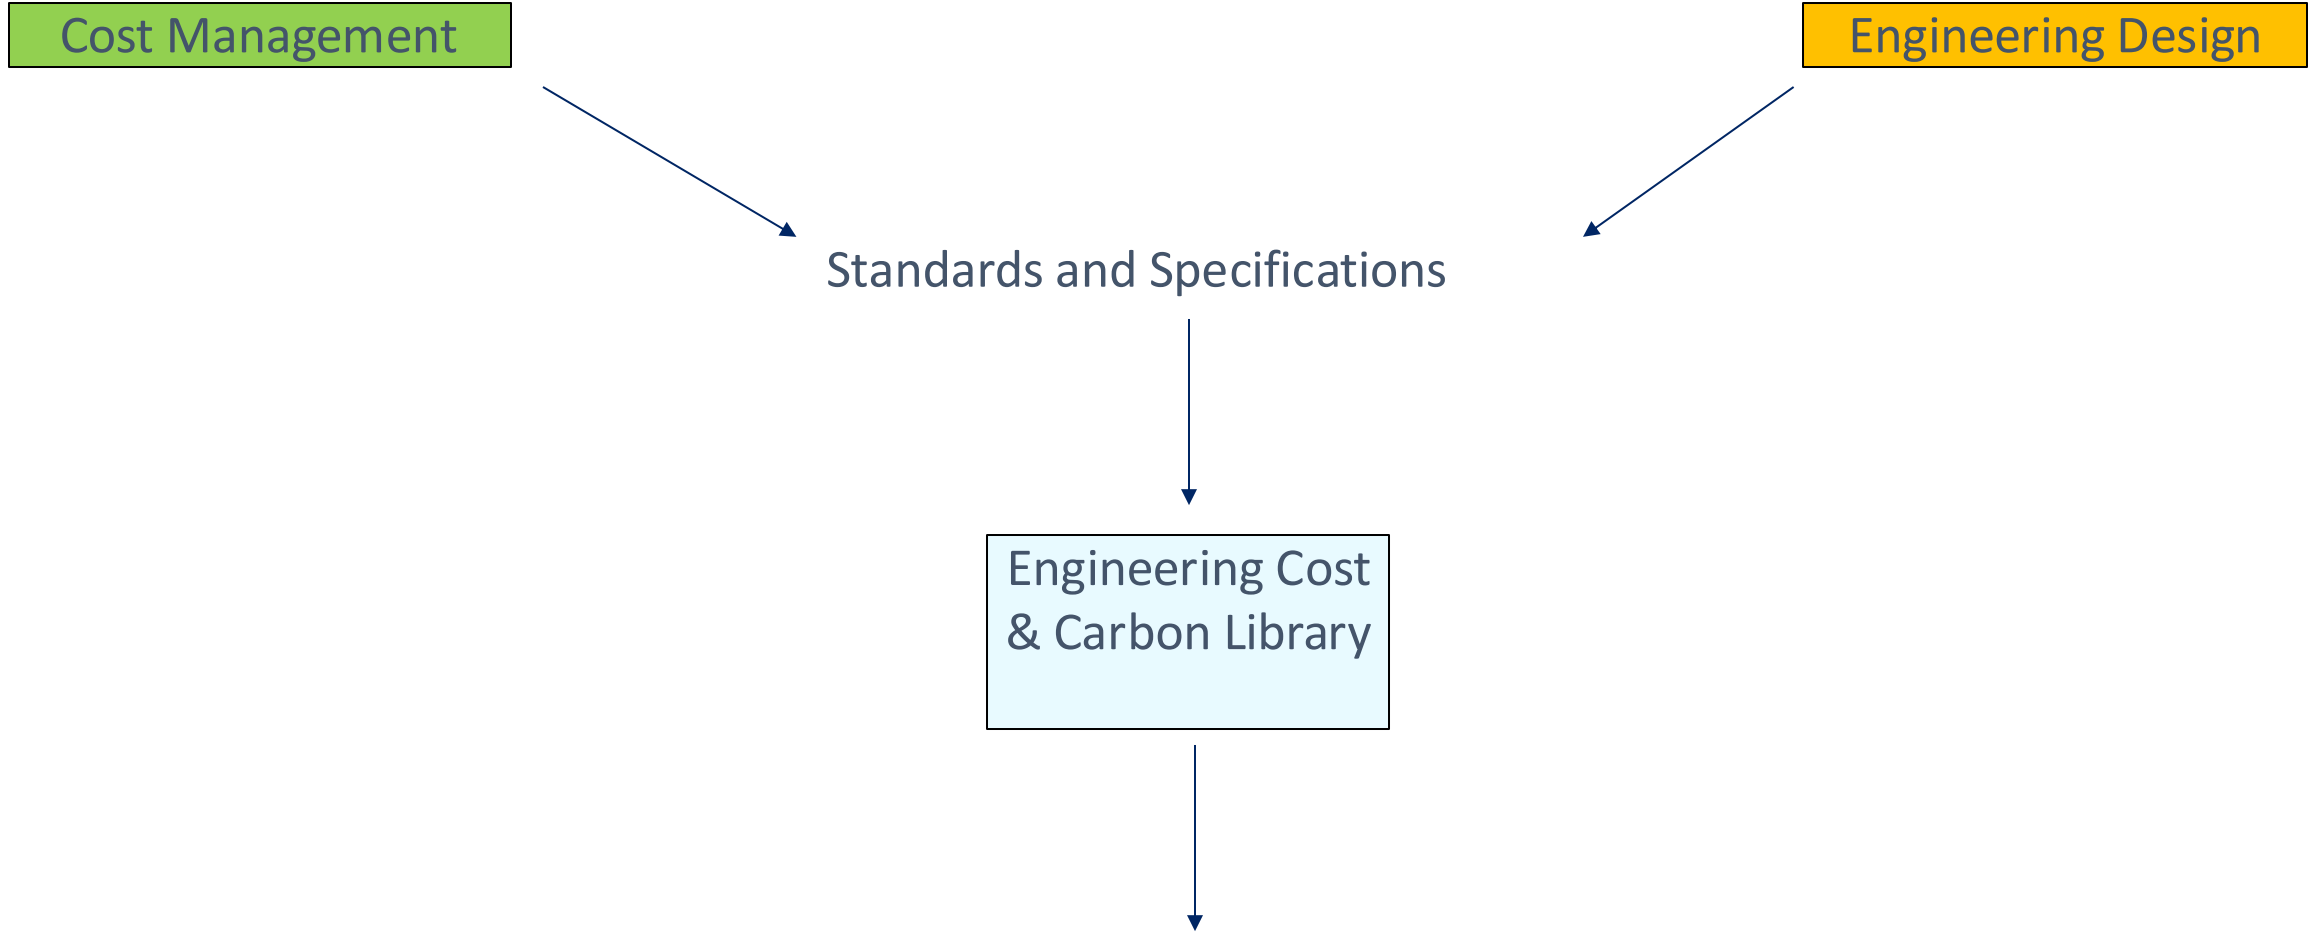 Cost Management
Engineering Design
Standards and Specifications
Engineering Cost
& Carbon Library